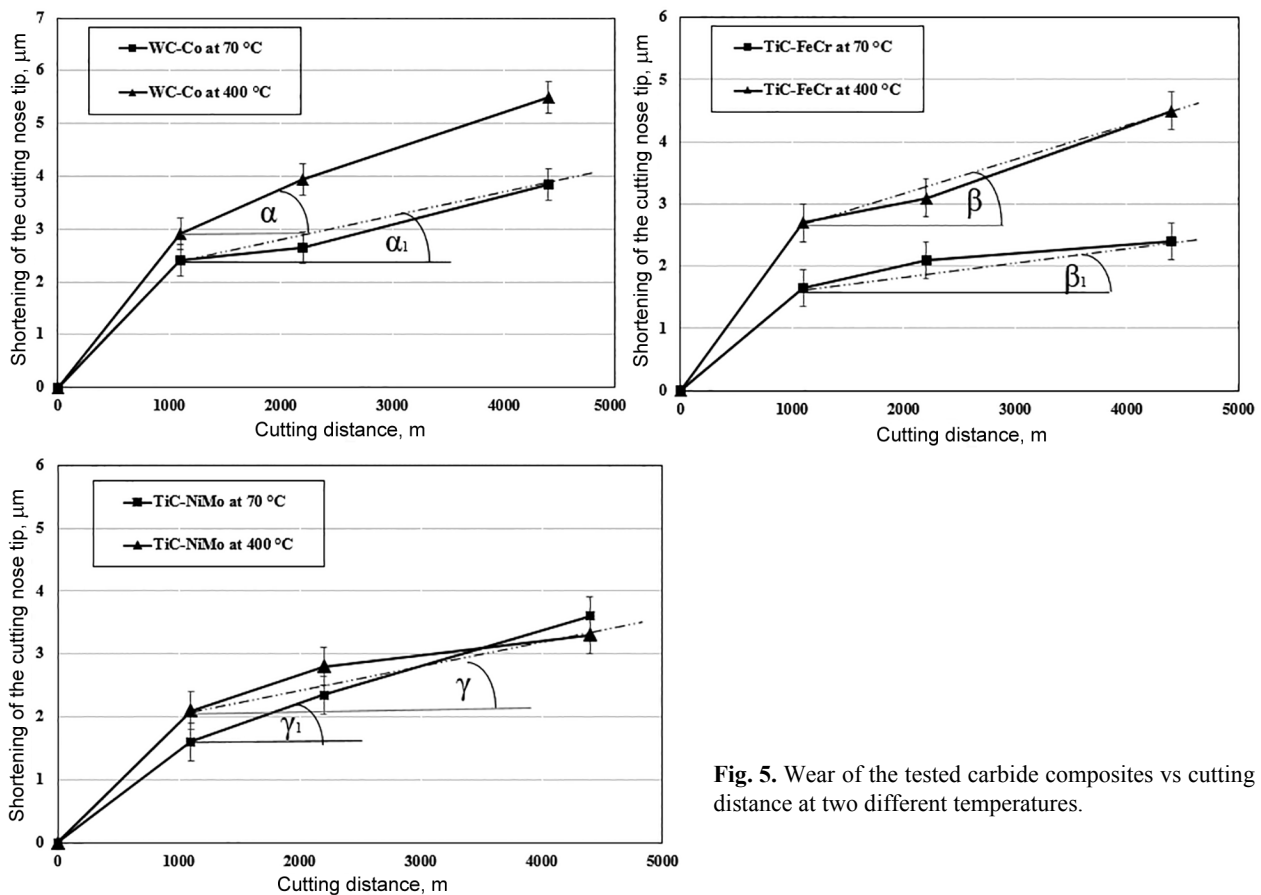 7
6
5
4
3
2
1
0
Shortening of the cutting nose tip, µm
WC-Co at 70 °C
WC-Co at 400 °C
α
α1
0 1000 2000 3000 4000 5000
Cutting distance, m
6
5
4
3
2
1
0
Shortening of the cutting nose tip, µm
TiC-FeCr at 70 °C
TiC-FeCr at 400 °C
β
β1
0 1000 2000 3000 4000 5000
Cutting distance, m
6
5
4
3
2
1
0
Shortening of the cutting nose tip, µm
TiC-NiMo at 70 °C
TiC-NiMo at 400 °C
γ
γ1
0 1000 2000 3000 4000 5000
Cutting distance, m
Fig. 5. Wear of the tested carbide composites vs cutting
distance at two different temperatures.